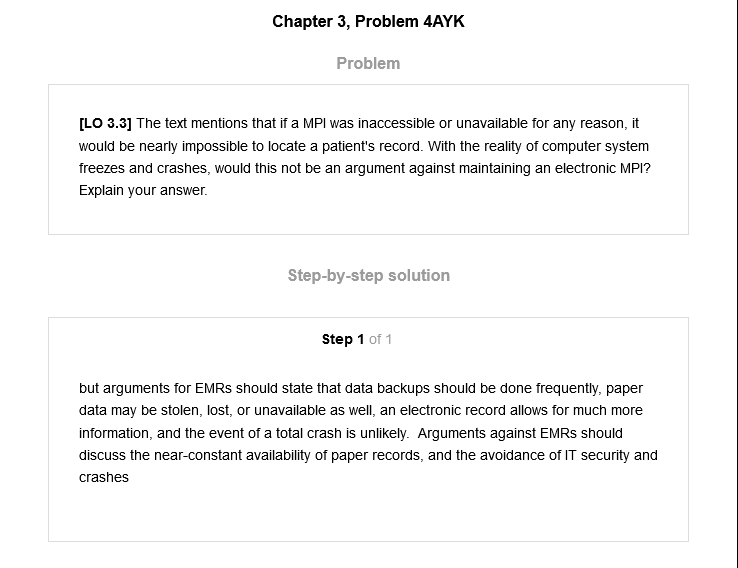 Chapter 3, Problem 4AYK
Problem
[LO 3.3] The text mentions that if a MPI was inaccessible or unavailable for any reason, it
would be nearly impossible to locate a patient's record. With the reality of computer system
freezes and crashes, would this not be an argument against maintaining an electronic MPI?
Explain your answer.
Step-by-step solution
Step 1 of 1
but arguments for EMRs should state that data backups should be done frequently, paper
data may be stolen, lost, or unavailable as well, an electronic record allows for much more
information, and the event of a total crash is unlikely.  Arguments against EMRs should
discuss the near-constant availability of paper records, and the avoidance of IT security and
crashes